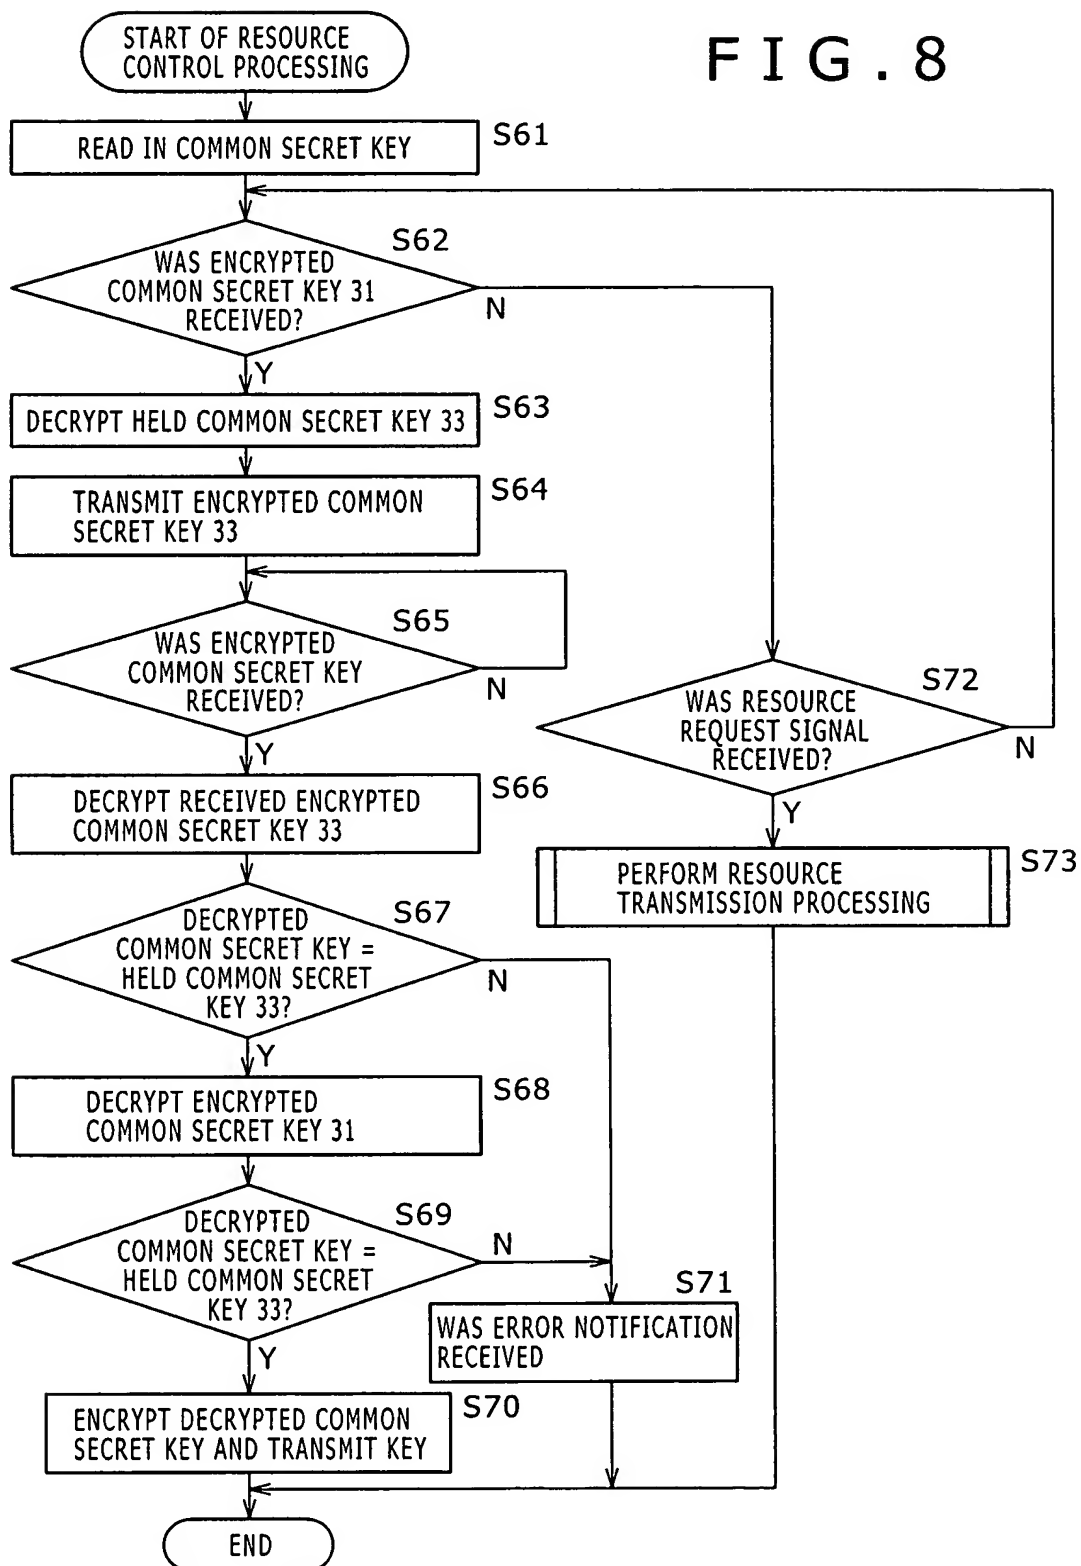 START OF RESOURCE
CONTROL PROCESSING
FIG.8
READ IN COMMON SECRET KEY
S61
S62
WAS ENCRYPTED
COMMON SECRET KEY 31
RECEIVED?
N
Y
DECRYPT HELD COMMON SECRET KEY 33
S63
TRANSMIT ENCRYPTED COMMON
SECRET KEY 33
S64
S65
WAS ENCRYPTED
COMMON SECRET KEY
RECEIVED?
N
Y
S72
WAS RESOURCE
REQUEST SIGNAL
RECEIVED?
N
Y
DECRYPT RECEIVED ENCRYPTED
COMMON SECRET KEY 33
S66
PERFORM RESOURCE
TRANSMISSION PROCESSING
S73
S67
DECRYPTED
COMMON SECRET KEY =
HELD COMMON SECRET
KEY 33?
N
Y
DECRYPT ENCRYPTED
COMMON SECRET KEY 31
S68
S69
DECRYPTED
COMMON SECRET KEY =
HELD COMMON SECRET
KEY 33?
N
Y
S71
WAS ERROR NOTIFICATION
RECEIVED
ENCRYPT DECRYPTED COMMON
SECRET KEY AND TRANSMIT KEY
S70
END